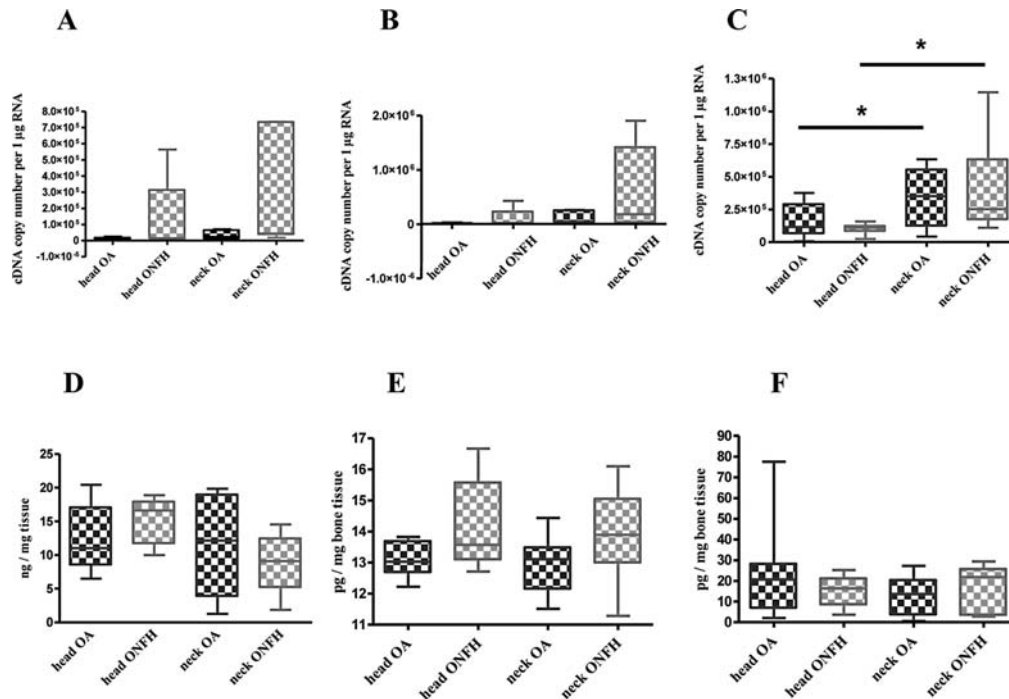 A
cDNA copy number per 1 µg RNA
8.0×10⁵
7.0×10⁵
6.0×10⁵
5.0×10⁵
4.0×10⁵
3.0×10⁵
2.0×10⁵
1.0×10⁵
0
-1.0×10⁻⁶
head OA
head ONFH
neck OA
neck ONFH
B
cDNA copy number per 1 µg RNA
2.0×10⁶
1.0×10⁶
0
-1.0×10⁻⁶
head OA
head ONFH
neck OA
neck ONFH
C
cDNA copy number per 1 µg RNA
1.3×10⁶
1.0×10⁶
7.5×10⁵
5.0×10⁵
2.5×10⁵
0
*
*
head OA
head ONFH
neck OA
neck ONFH
D
ng / mg tissue
25
20
15
10
5
0
head OA
head ONFH
neck OA
neck ONFH
E
pg / mg bone tissue
17
16
15
14
13
12
11
head OA
head ONFH
neck OA
neck ONFH
F
pg / mg bone tissue
90
80
70
60
50
40
30
20
10
0
head OA
head ONFH
neck OA
neck ONFH